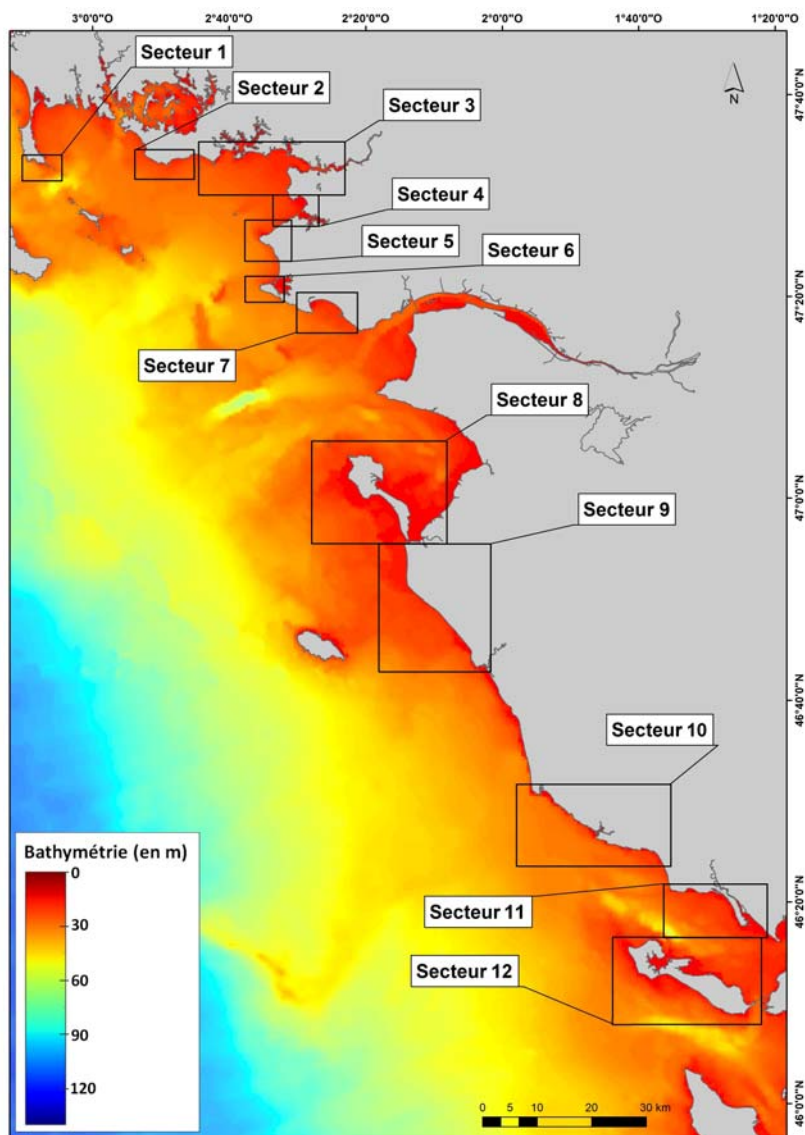 3°0'0"W 2°40'0"W 2°20'0"W 2°0'0"W 1°40'0"W 1°20'0"W
Secteur 1
Secteur 2
Secteur 3
N
47°40'0"N
Secteur 4
Secteur 5
Secteur 6
47°20'0"N
Secteur 7
Secteur 8
47°0'0"N
Secteur 9
46°40'0"N
Secteur 10
Bathymétrie (en m)
0
30
60
90
120
46°20'0"N
Secteur 11
Secteur 12
46°0'0"N
0 5 10 20 30 km